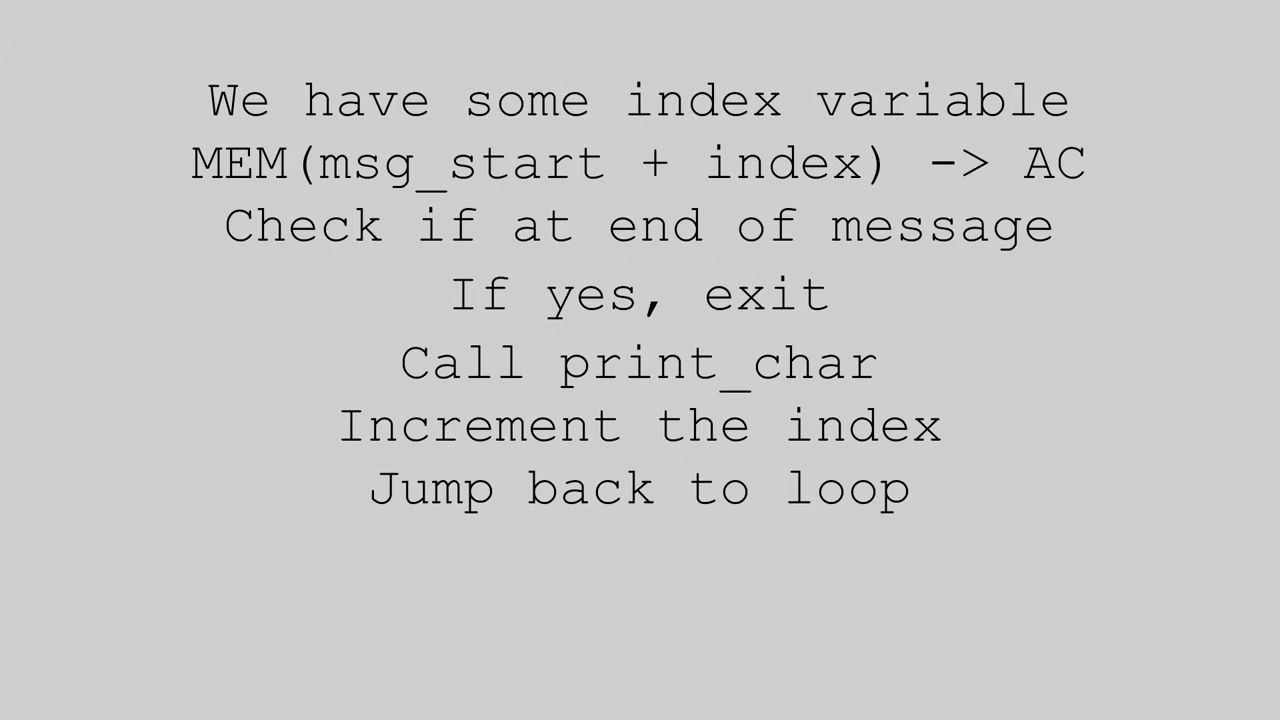 We have some index variable
MEM(msg_start + index) -> AC
Check if at end of message
If yes, exit
Call print_char
Increment the index
Jump back to loop